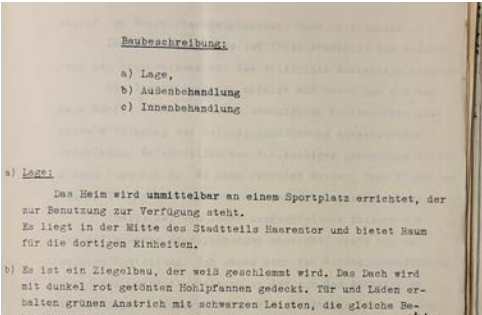 Baubeschreibung:
a) Lage,
b) Außenbehandlung
c) Innenbehandlung
a) Lage:
Das Heim wird unmittelbar an einem Sportplatz errichtet, der
zur Benutzung zur Verfügung steht.
Es liegt in der Mitte des Stadtteils Haarentor und bietet Raum
für die dortigen Einheiten.
b) Es ist ein Ziegelbau, der weiß geschlemmt wird. Das Dach wird
mit dunkel rot getönten Hohlpfannen gedeckt. Tür und Läden er-
halten grünen Anstrich mit schwarzen Leisten, die gleiche Be-